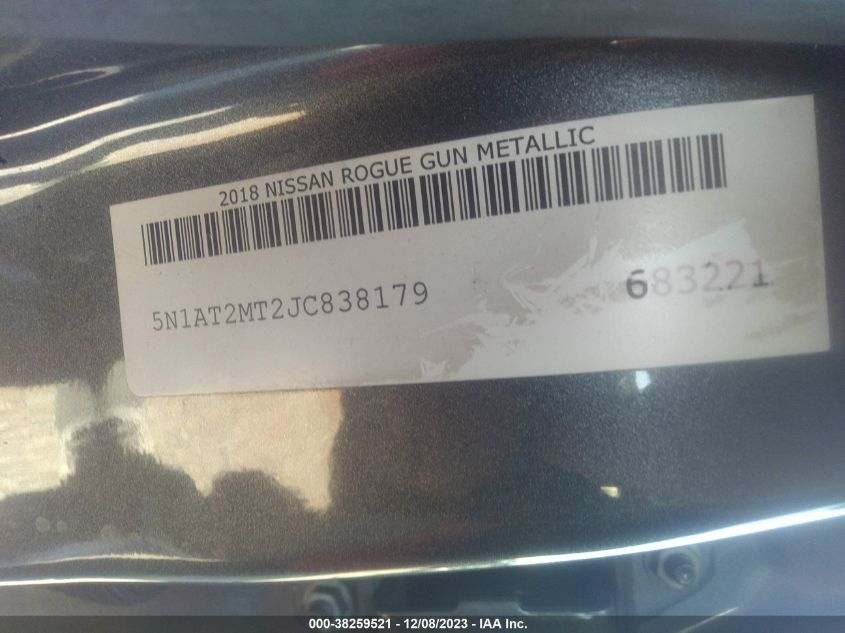 2018 NISSAN ROGUE GUN METALLIC
5N1AT2MT2JC838179 683221
000-38259521 - 12/08/2023 - IAA Inc.